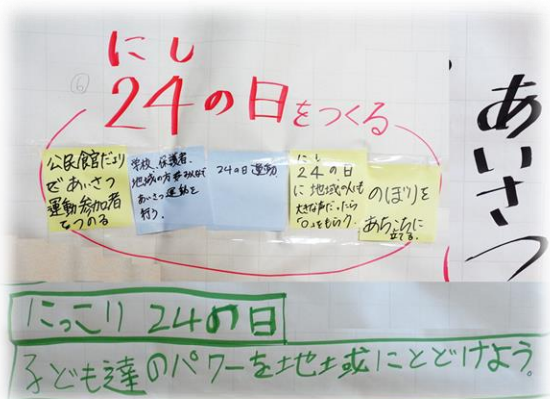 にし
⑥
24の日をつくる
公民館だより
であいさつ
運動参加者
をつのる
学校、保護者、
地域の方
あいさつ運動を
行う。
24の日運動
にし
24の日
に地域の人も
大きな声だったら
「○」をもらう。
のぼりを
あちこちに
立てる。
あいさつ
にっこり 24の日
子ども達のパワーを地域にとどけよう。